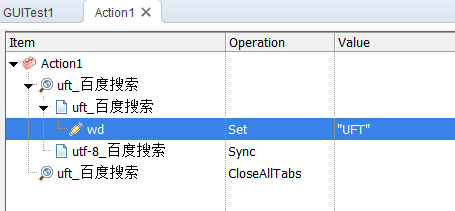 GUITest1 Action1
Item Operation Value
Action1
uft_百度搜索
uft_百度搜索
wd Set "UFT"
utf-8_百度搜索 Sync
uft_百度搜索 CloseAllTabs